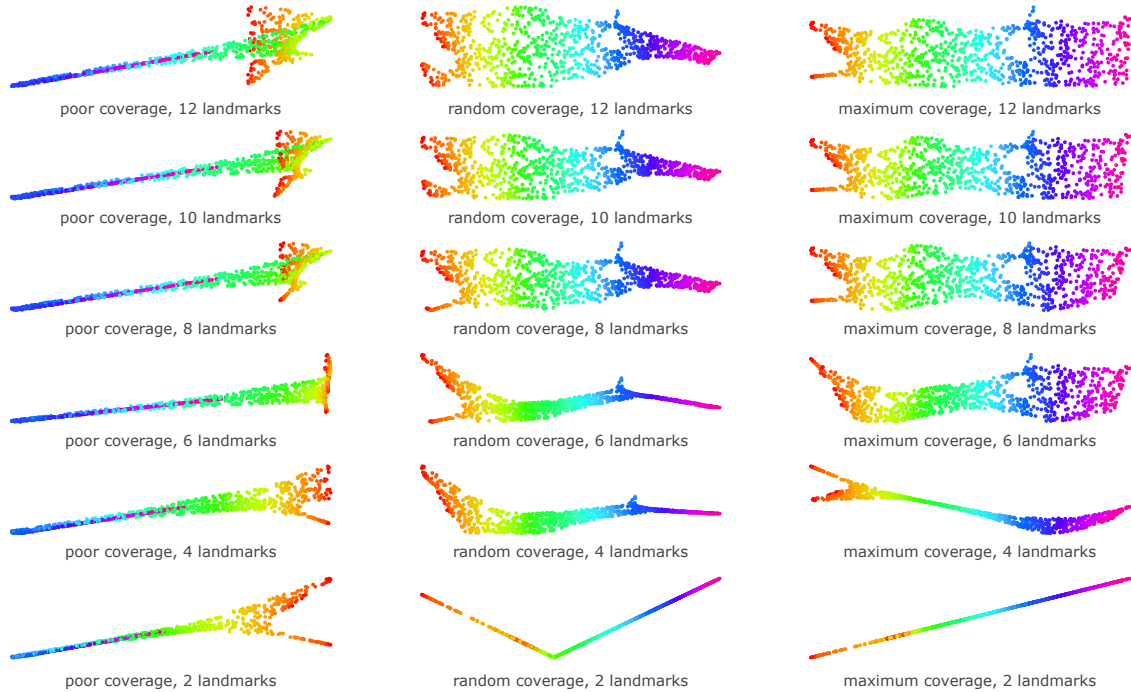 poor coverage, 12 landmarks
random coverage, 12 landmarks
maximum coverage, 12 landmarks
poor coverage, 10 landmarks
random coverage, 10 landmarks
maximum coverage, 10 landmarks
poor coverage, 8 landmarks
random coverage, 8 landmarks
maximum coverage, 8 landmarks
poor coverage, 6 landmarks
random coverage, 6 landmarks
maximum coverage, 6 landmarks
poor coverage, 4 landmarks
random coverage, 4 landmarks
maximum coverage, 4 landmarks
poor coverage, 2 landmarks
random coverage, 2 landmarks
maximum coverage, 2 landmarks